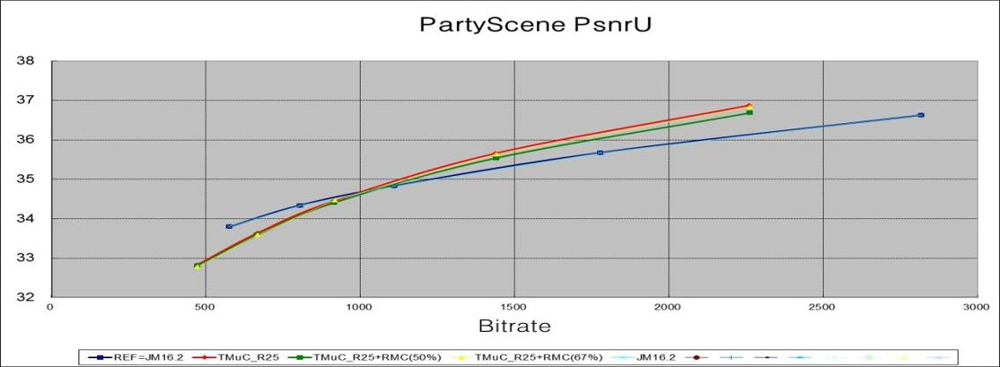 PartyScene PsnrU
38
37
36
35
34
33
32
0 500 1000 1500 2000 2500 3000
Bitrate
REF=JM16.2 TMuC_R25 TMuC_R25+RMC(50%) TMuC_R25+RMC(67%) JM16.2